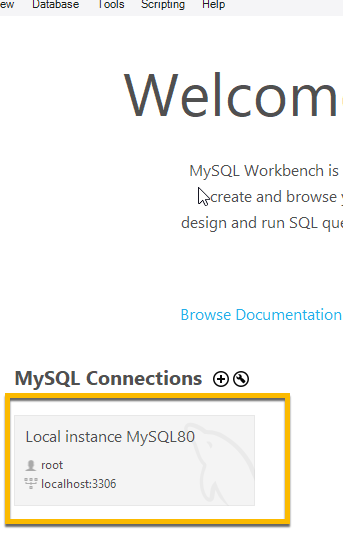 ew Database Tools Scripting Help
Welcom
MySQL Workbench is
create and browse y
design and run SQL que
Browse Documentation
MySQL Connections
Local instance MySQL80
root
localhost:3306